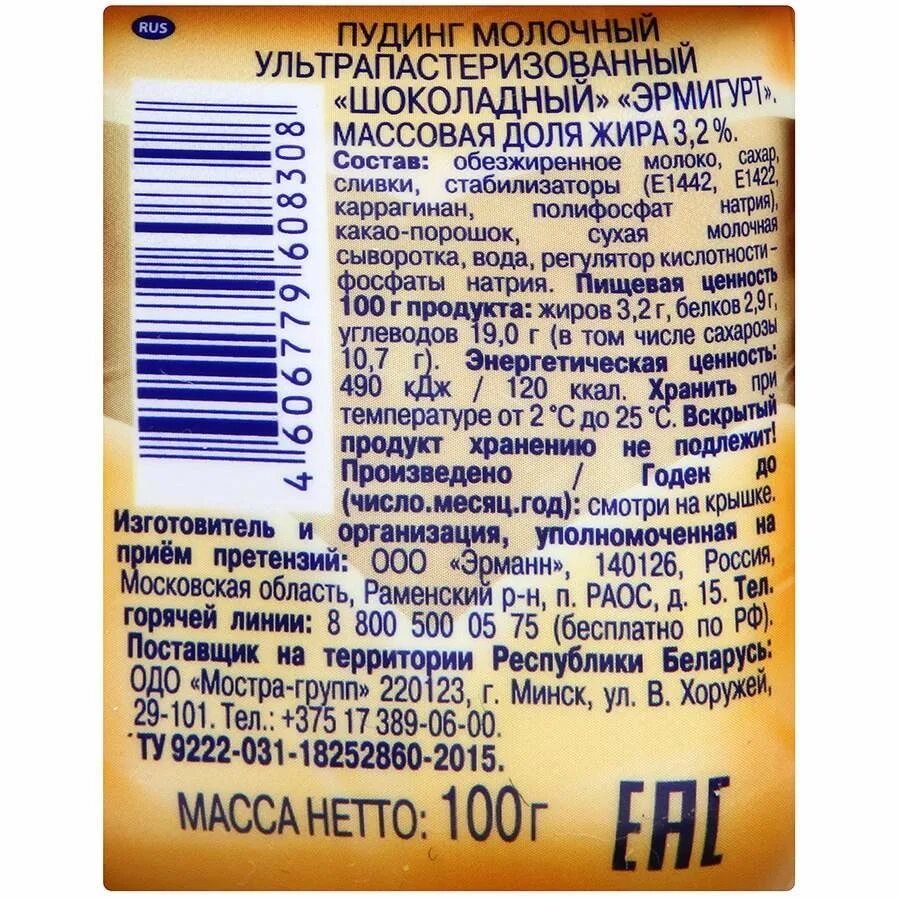 RUS
ПУДИНГ МОЛОЧНЫЙ
УЛЬТРАПАСТЕРИЗОВАННЫЙ
«ШОКОЛАДНЫЙ» «ЭРМИГУРТ».
МАССОВАЯ ДОЛЯ ЖИРА 3,2 %.
Состав: обезжиренное молоко, сахар,
сливки, стабилизаторы (Е1442, Е1422,
каррагинан, полифосфат натрия),
какао-порошок, сухая молочная
сыворотка, вода, регулятор кислотности-
фосфаты натрия. Пищевая ценность
100 г продукта: жиров 3,2 г, белков 2,9 г,
углеводов 19,0 г (в том числе сахарозы
10,7 г). Энергетическая ценность:
490 кДж / 120 ккал. Хранить при
температуре от 2 °С до 25 °С. Вскрытый
продукт хранению не подлежит!
Произведено / Годен до
(число.месяц.год): смотри на крышке.
4 606779 608308
Изготовитель и организация, уполномоченная на
приём претензий: ООО «Эрманн», 140126, Россия,
Московская область, Раменский р-н, п. РАОС, д. 15. Тел.
горячей линии: 8 800 500 05 75 (бесплатно по РФ).
Поставщик на территории Республики Беларусь:
ОДО «Мостра-групп» 220123, г. Минск, ул. В. Хоружей,
29-101. Тел.: +375 17 389-06-00.
ТУ 9222-031-18252860-2015.
МАССА НЕТТО: 100 г
ЕАС